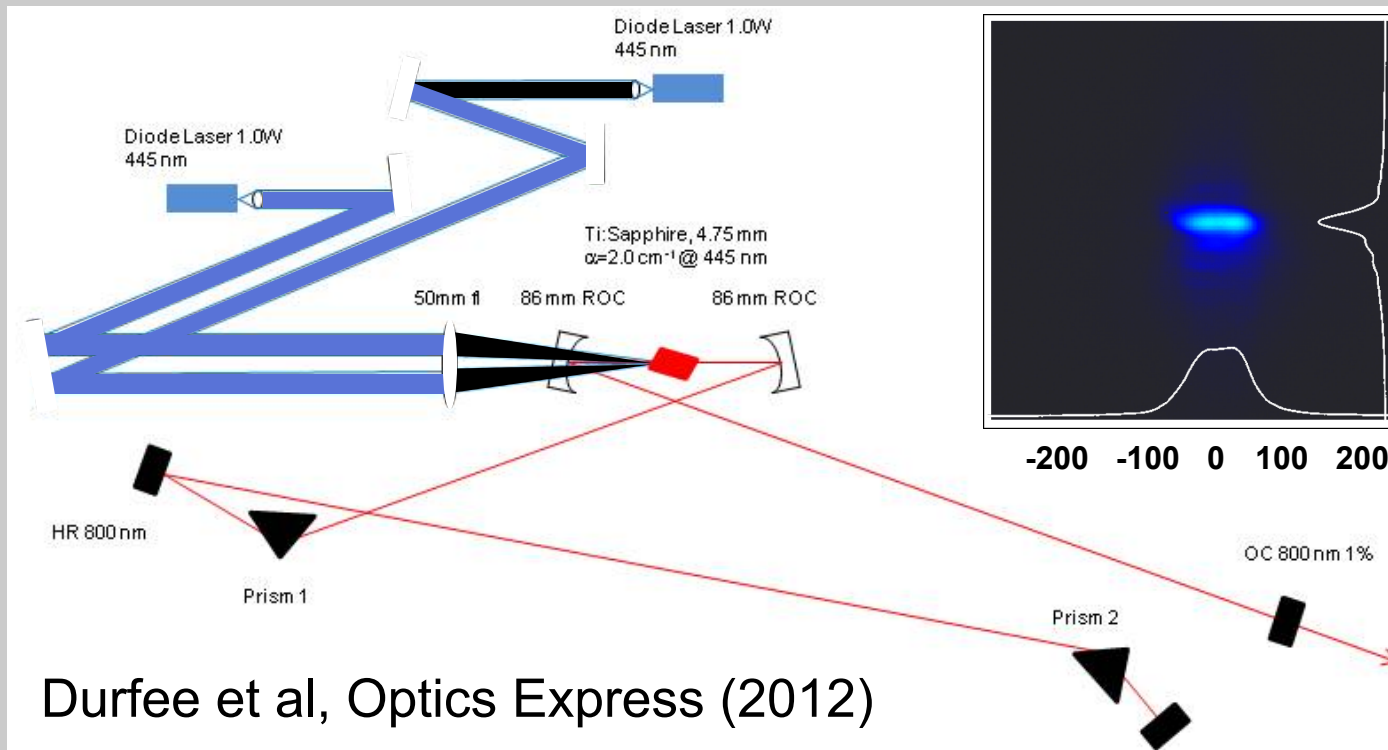 Diode Laser 1.0W
445 nm
Diode Laser 1.0W
445 nm
Ti:Sapphire, 4.75 mm
α=2.0 cm⁻¹ @ 445 nm
50mm fl
86 mm ROC
86 mm ROC
-200 -100 0 100 200
HR 800 nm
Prism 1
OC 800 nm 1%
Prism 2
Durfee et al, Optics Express (2012)